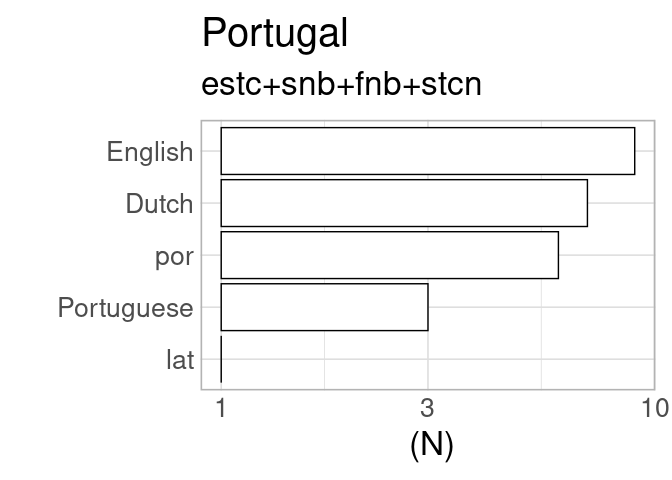 Portugal
estc+snb+fnb+stcn
English
Dutch
por
Portuguese
lat
1 3 10
(N)